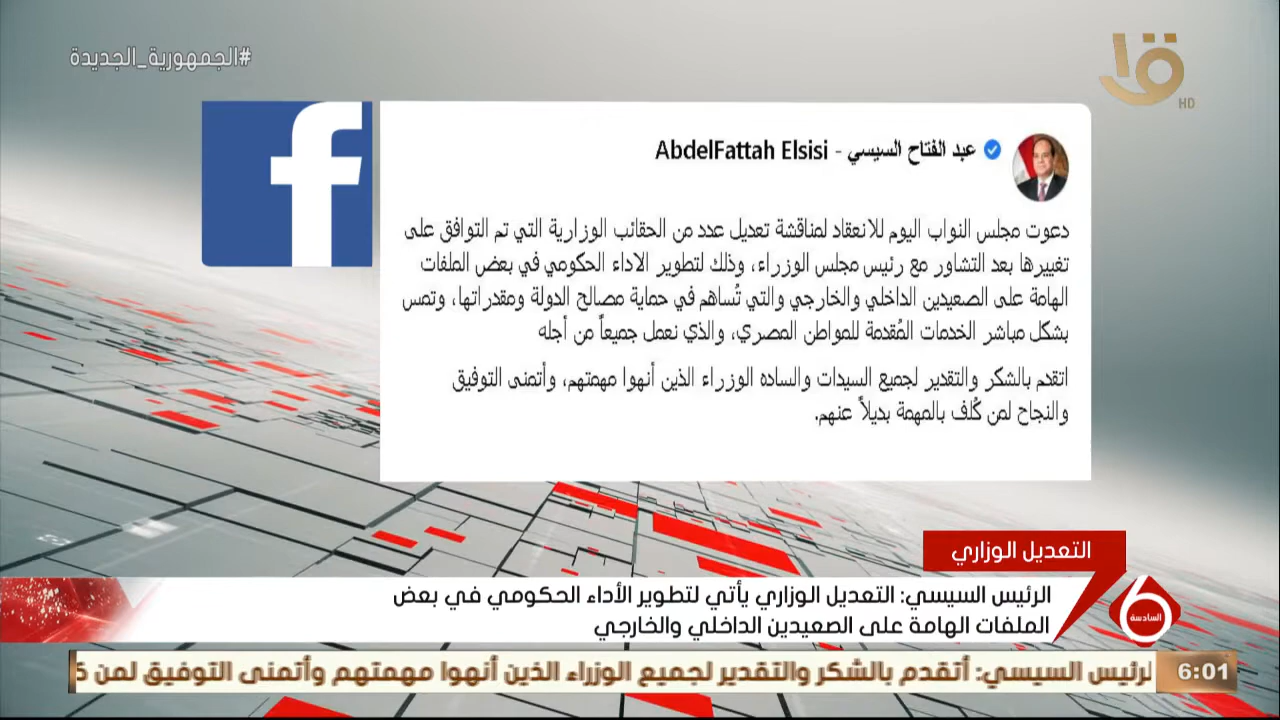 #الجمهورية_الجديدة
HD
عبد الفتاح السيسي - AbdelFattah Elsisi
دعوت مجلس النواب اليوم للانعقاد لمناقشة تعديل عدد من الحقائب الوزارية التي تم التوافق على
تغييرها بعد التشاور مع رئيس مجلس الوزراء، وذلك لتطوير الاداء الحكومي في بعض الملفات
الهامة على الصعيدين الداخلي والخارجي والتي تُساهم في حماية مصالح الدولة ومقدراتها، وتمس
بشكل مباشر الخدمات المُقدمة للمواطن المصري، والذي نعمل جميعاً من أجله
اتقدم بالشكر والتقدير لجميع السيدات والساده الوزراء الذين أنهوا مهمتهم، وأتمنى التوفيق
والنجاح لمن كُلف بالمهمة بديلاً عنهم.
التعديل الوزاري
الرئيس السيسي: التعديل الوزاري يأتي لتطوير الأداء الحكومي في بعض
الملفات الهامة على الصعيدين الداخلي والخارجي
السادسة
6:01
لرئيس السيسي: أتقدم بالشكر والتقدير لجميع الوزراء الذين أنهوا مهمتهم وأتمنى التوفيق لمن